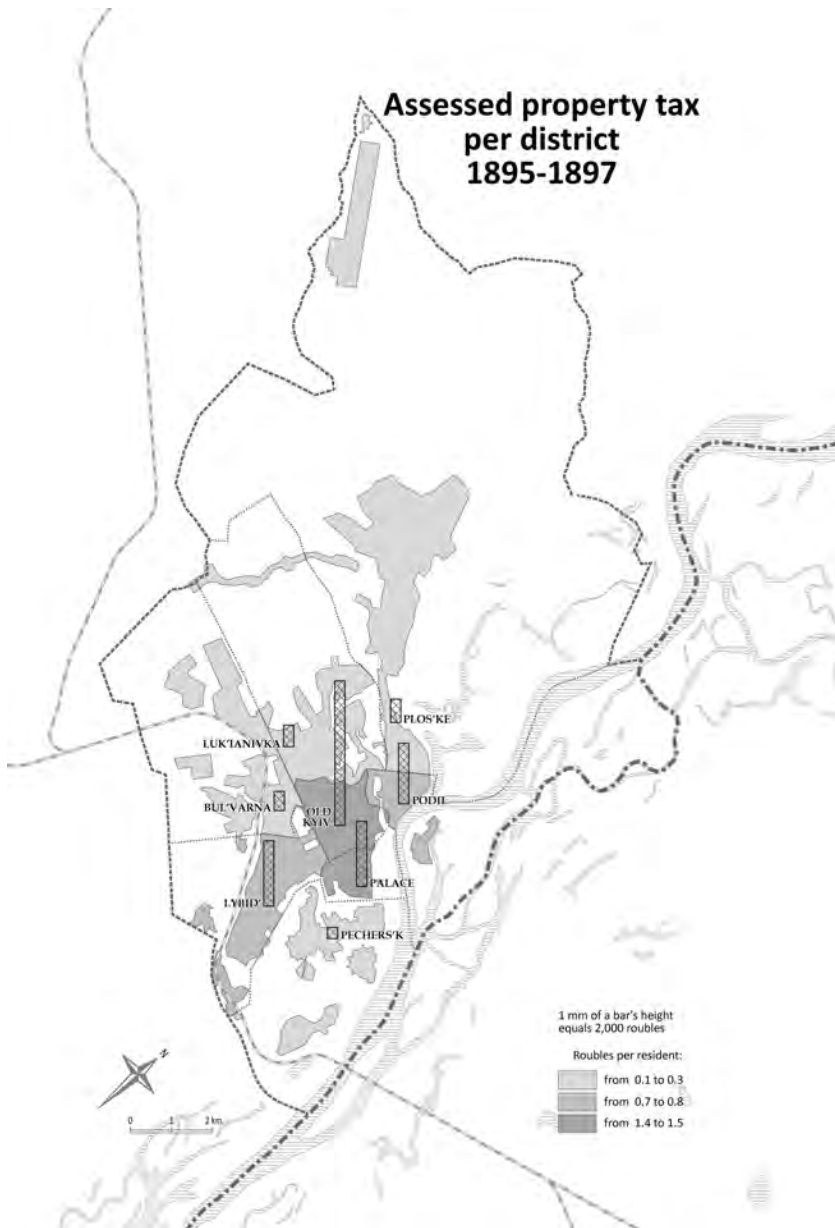 Assessed property tax
per district
1895-1897
PLOS'KE
LUK'IANIVKA
BUL'VARNA
OLD
KYIV
PODIL
PALACE
LYBID'
PECHERS'K
1 mm of a bar's height
equals 2,000 roubles
Roubles per resident:
from 0.1 to 0.3
from 0.7 to 0.8
from 1.4 to 1.5
N
0 1 2 km